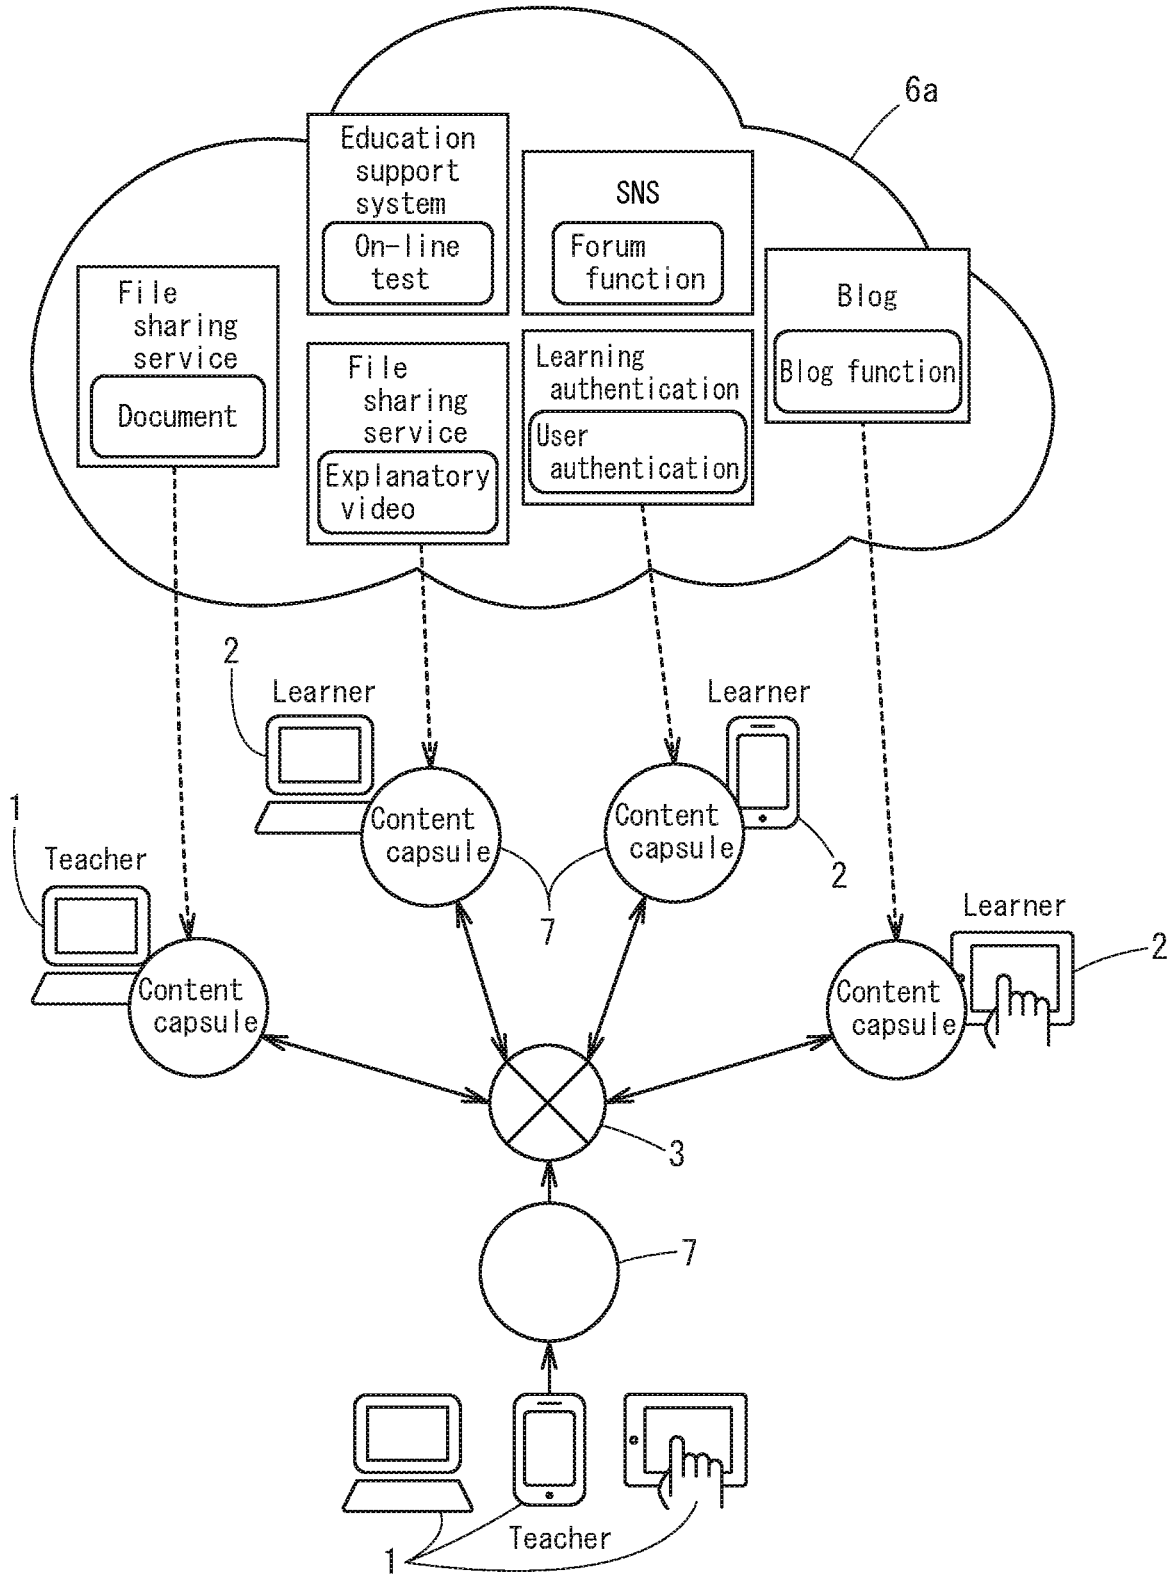 6a
Education
support
system
On-line
test
SNS
Forum
function
File
sharing
service
Document
Blog
Blog function
File
sharing
service
Explanatory
video
Learning
authentication
User
authentication
2
Learner
Learner
1
Teacher
Content
capsule
Content
capsule
2
7
Learner
2
Content
capsule
Content
capsule
3
7
Teacher
1